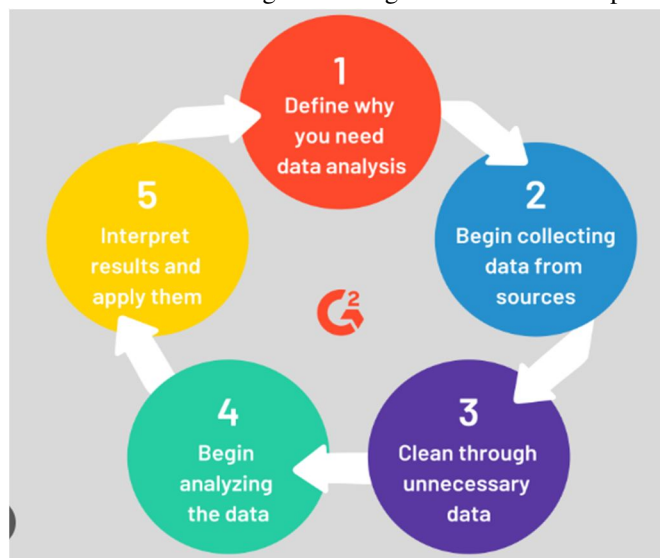 1
Define why
you need
data analysis
2
Begin collecting
data from
sources
3
Clean through
unnecessary
data
4
Begin
analyzing
the data
5
Interpret
results and
apply them
G2